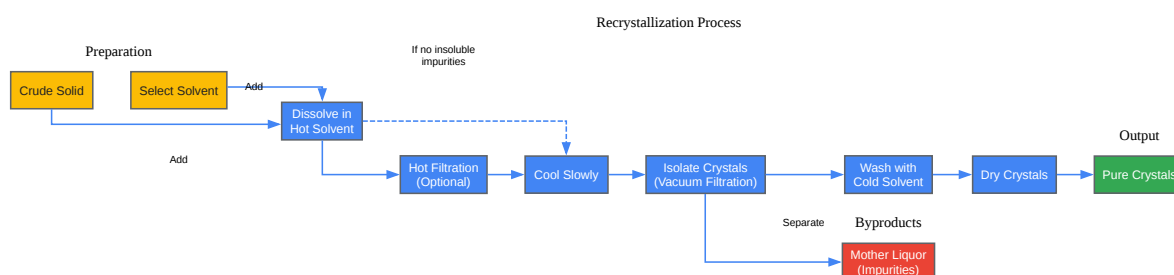 Recrystallization Process
Preparation
If no insoluble
impurities
Crude Solid
Select Solvent
Add
Dissolve in
Hot Solvent
Add
Hot Filtration
(Optional)
Cool Slowly
Isolate Crystals
(Vacuum Filtration)
Wash with
Cold Solvent
Dry Crystals
Output
Pure Crystals
Separate
Byproducts
Mother Liquor
(Impurities)